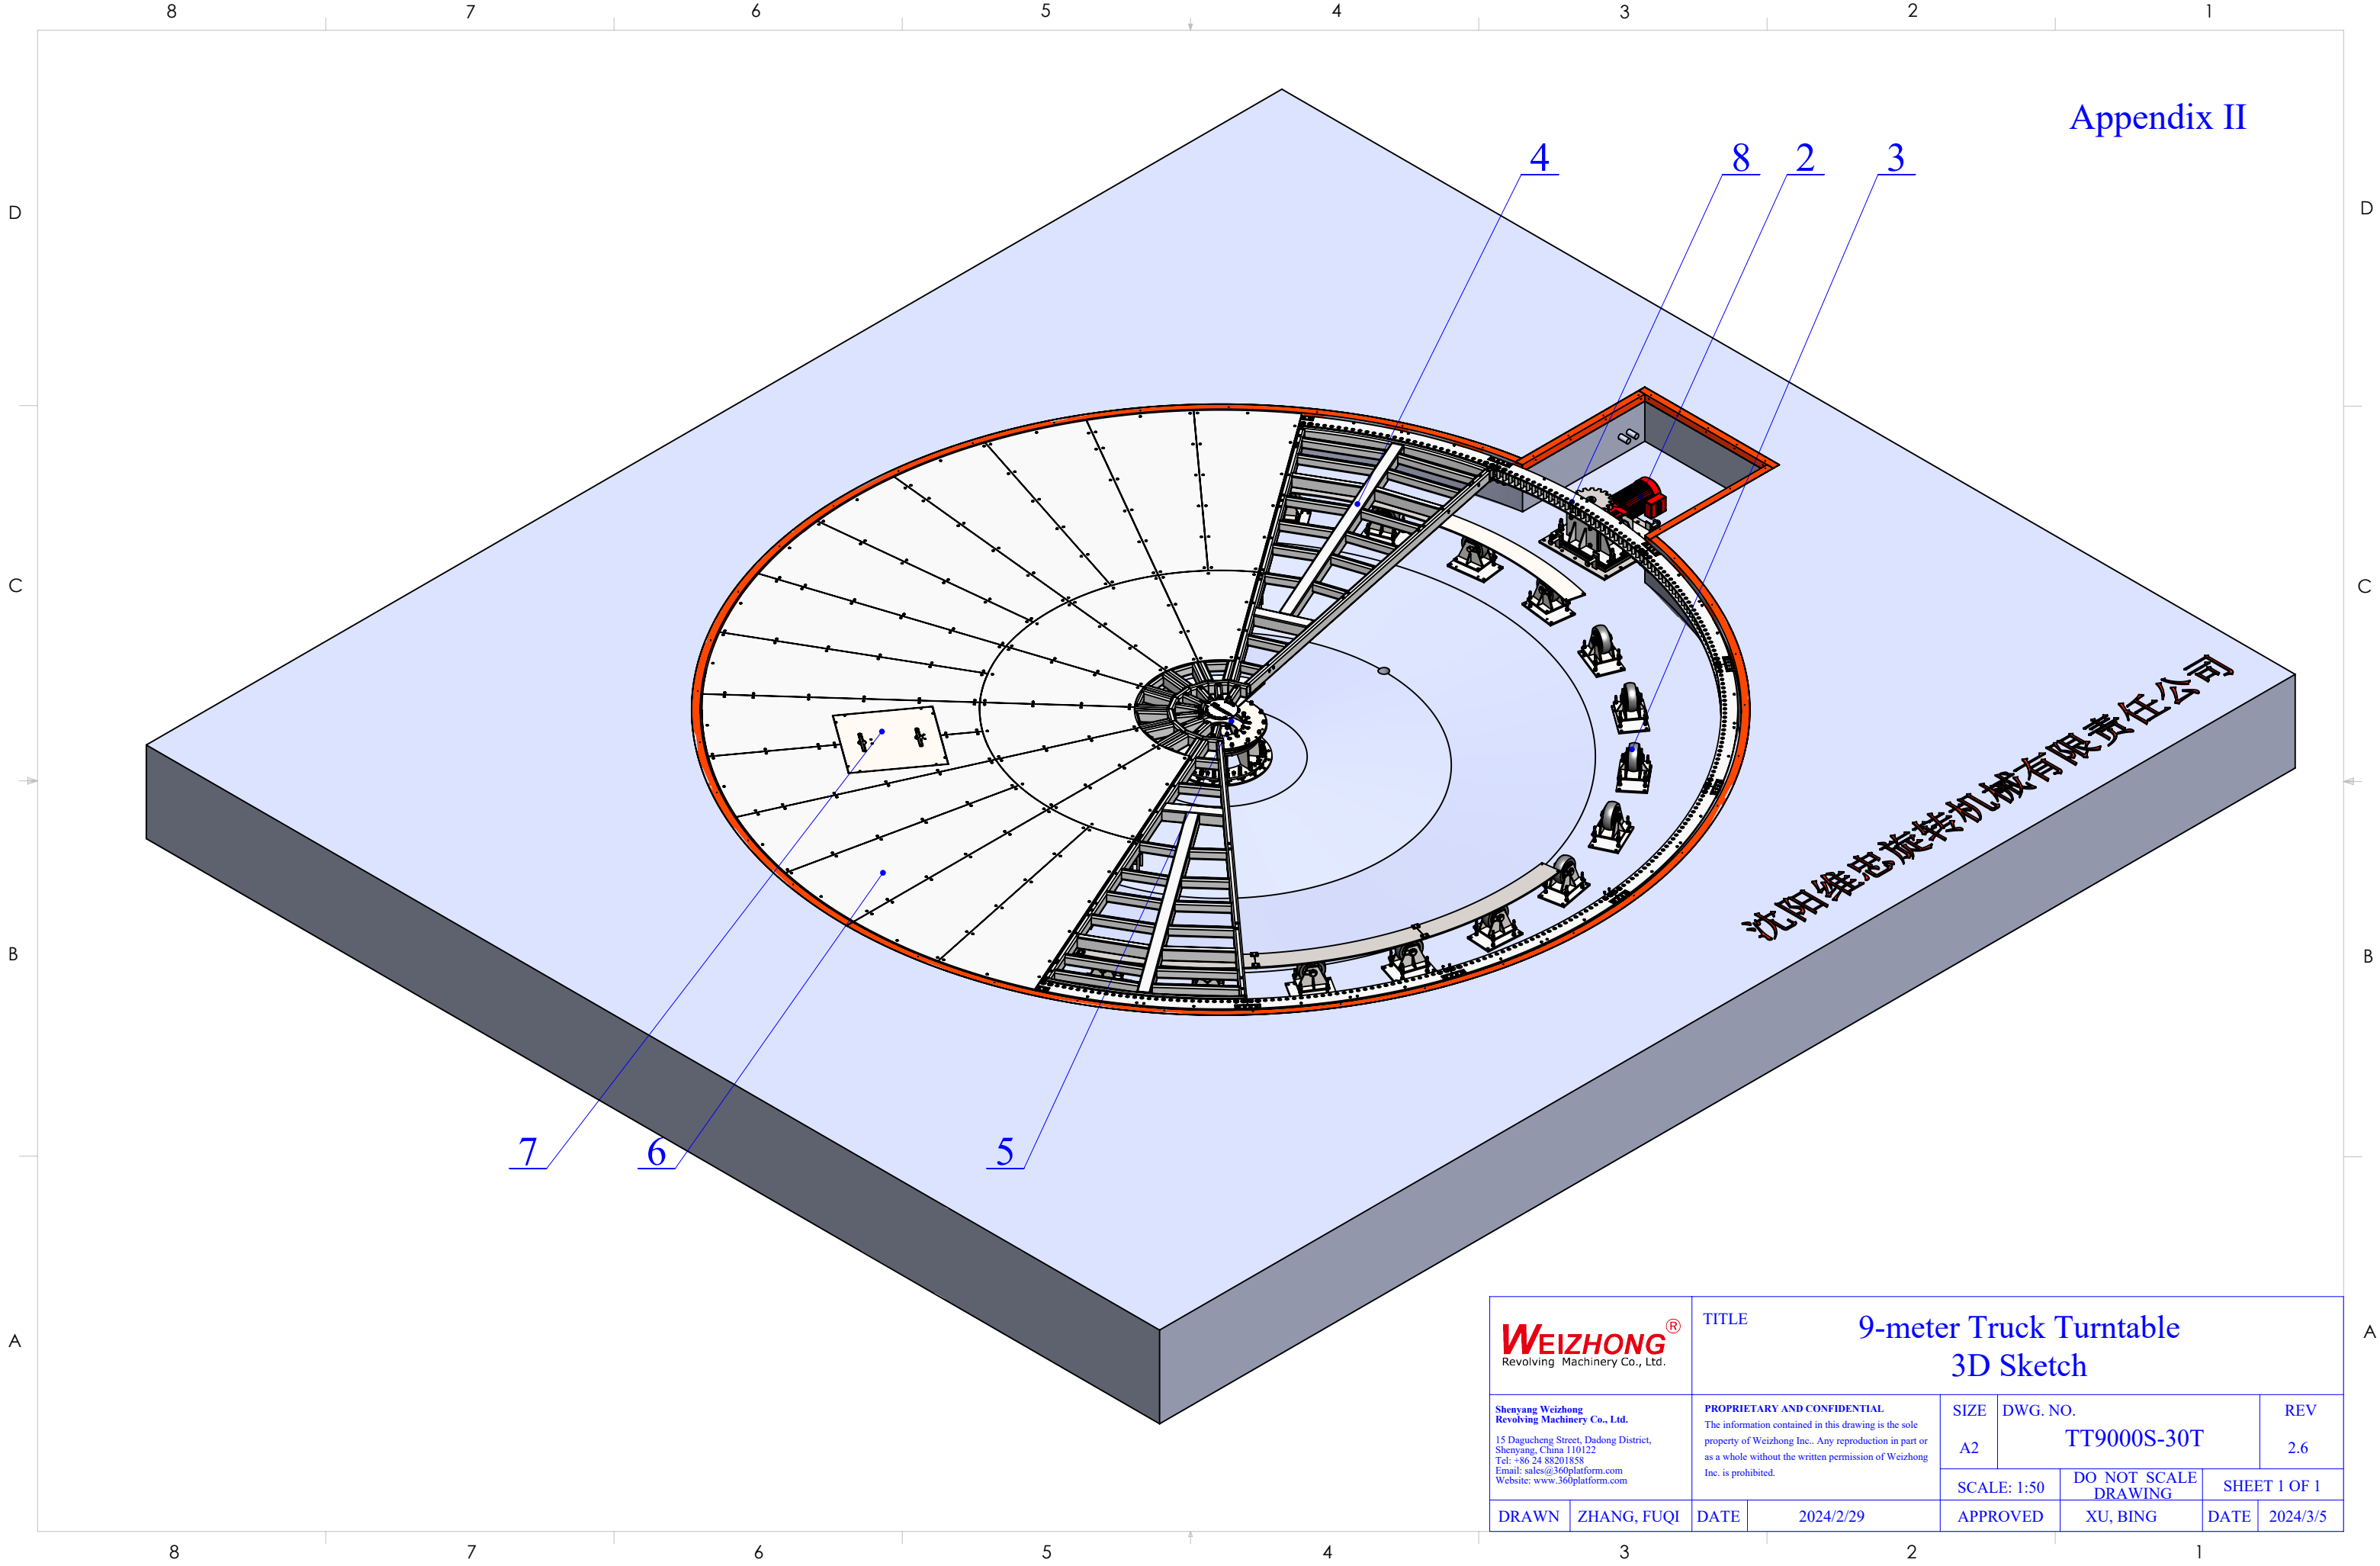 8 7 6 5 4 3 2 1
Appendix II
4 8 2 3
D D
C C
沈阳维忠旋转机械有限责任公司
B B
7 6 5
A A
WEIZHONG®
Revolving Machinery Co., Ltd.
TITLE
9-meter Truck Turntable
3D Sketch
Shenyang Weizhong
Revolving Machinery Co., Ltd.
15 Dagucheng Street, Dadong District,
Shenyang, China 110122
Tel: +86 24 88201858
Email: sales@360platform.com
Website: www.360platform.com
PROPRIETARY AND CONFIDENTIAL
The information contained in this drawing is the sole
property of Weizhong Inc.. Any reproduction in part or
as a whole without the written permission of Weizhong
Inc. is prohibited.
SIZE
A2
DWG. NO.
TT9000S-30T
REV
2.6
SCALE: 1:50
DO NOT SCALE
DRAWING
SHEET 1 OF 1
DRAWN ZHANG, FUQI DATE 2024/2/29 APPROVED XU, BING DATE 2024/3/5
8 7 6 5 4 3 2 1